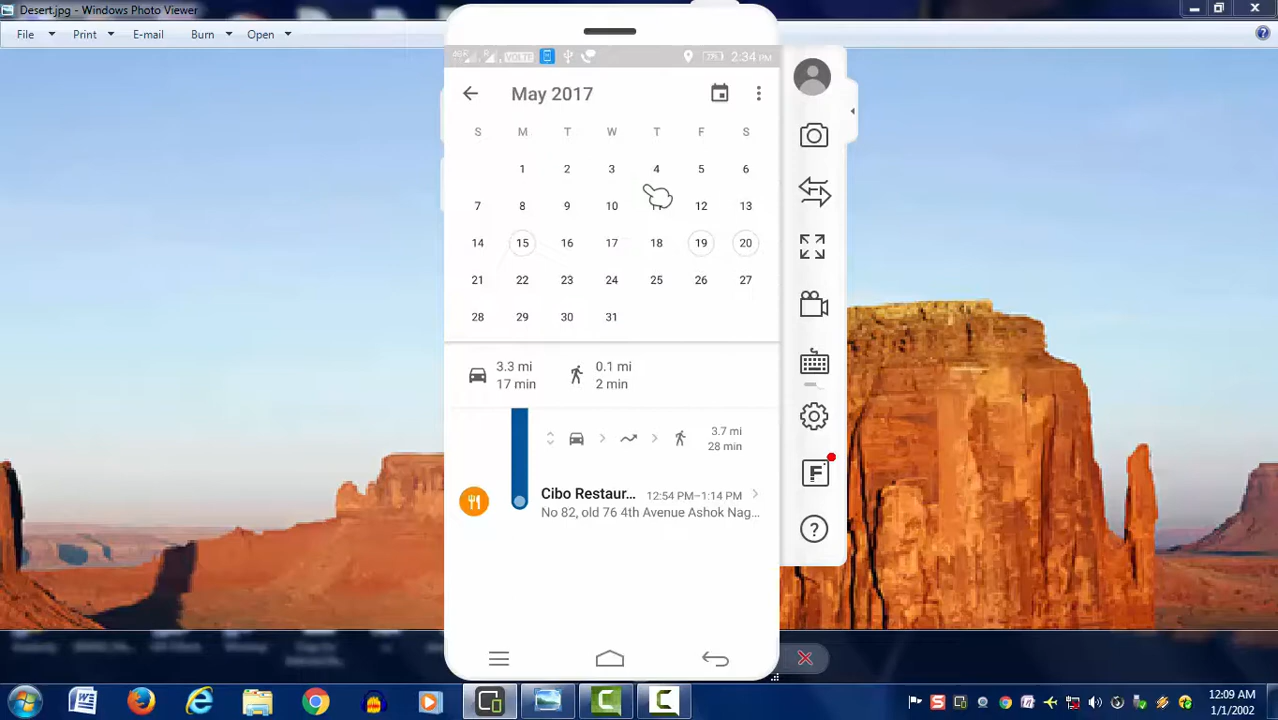 Desert.jpg - Windows Photo Viewer
File Print E-mail Burn Open
VOLTE 2:34 PM
May 2017
S M T W T F S
1 2 3 4 5 6
7 8 9 10 12 13
14 15 16 17 18 19 20
21 22 23 24 25 26 27
28 29 30 31
3.3 mi 0.1 mi
17 min 2 min
3.7 mi
28 min
Cibo Restaur... 12:54 PM–1:14 PM
No 82, old 76 4th Avenue Ashok Nag...
F
?
12:09 AM
1/1/2002